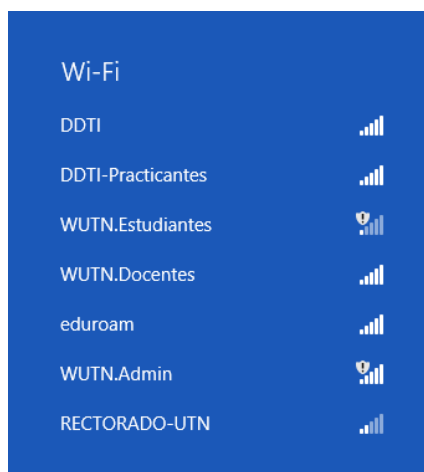 Wi-Fi
DDTI
DDTI-Practicantes
WUTN.Estudiantes
WUTN.Docentes
eduroam
WUTN.Admin
RECTORADO-UTN